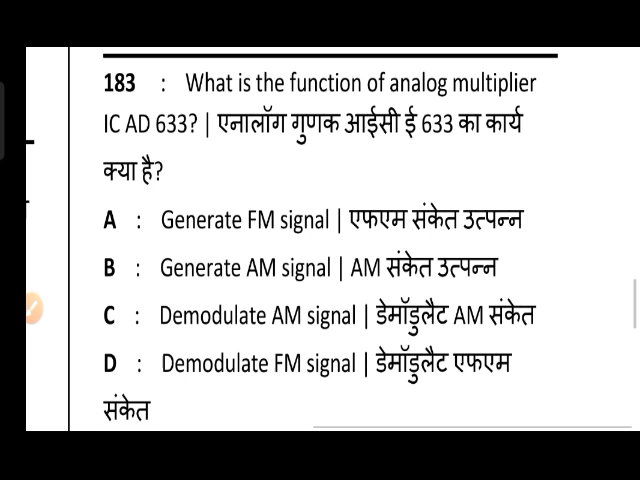 183 : What is the function of analog multiplier
IC AD 633? | एनालॉग गुणक आईसी ई 633 का कार्य
क्या है?
A : Generate FM signal | एफएम संकेत उत्पन्न
B : Generate AM signal | AM संकेत उत्पन्न
C : Demodulate AM signal | डेमॉडुलैट AM संकेत
D : Demodulate FM signal | डेमॉडुलैट एफएम
संकेत